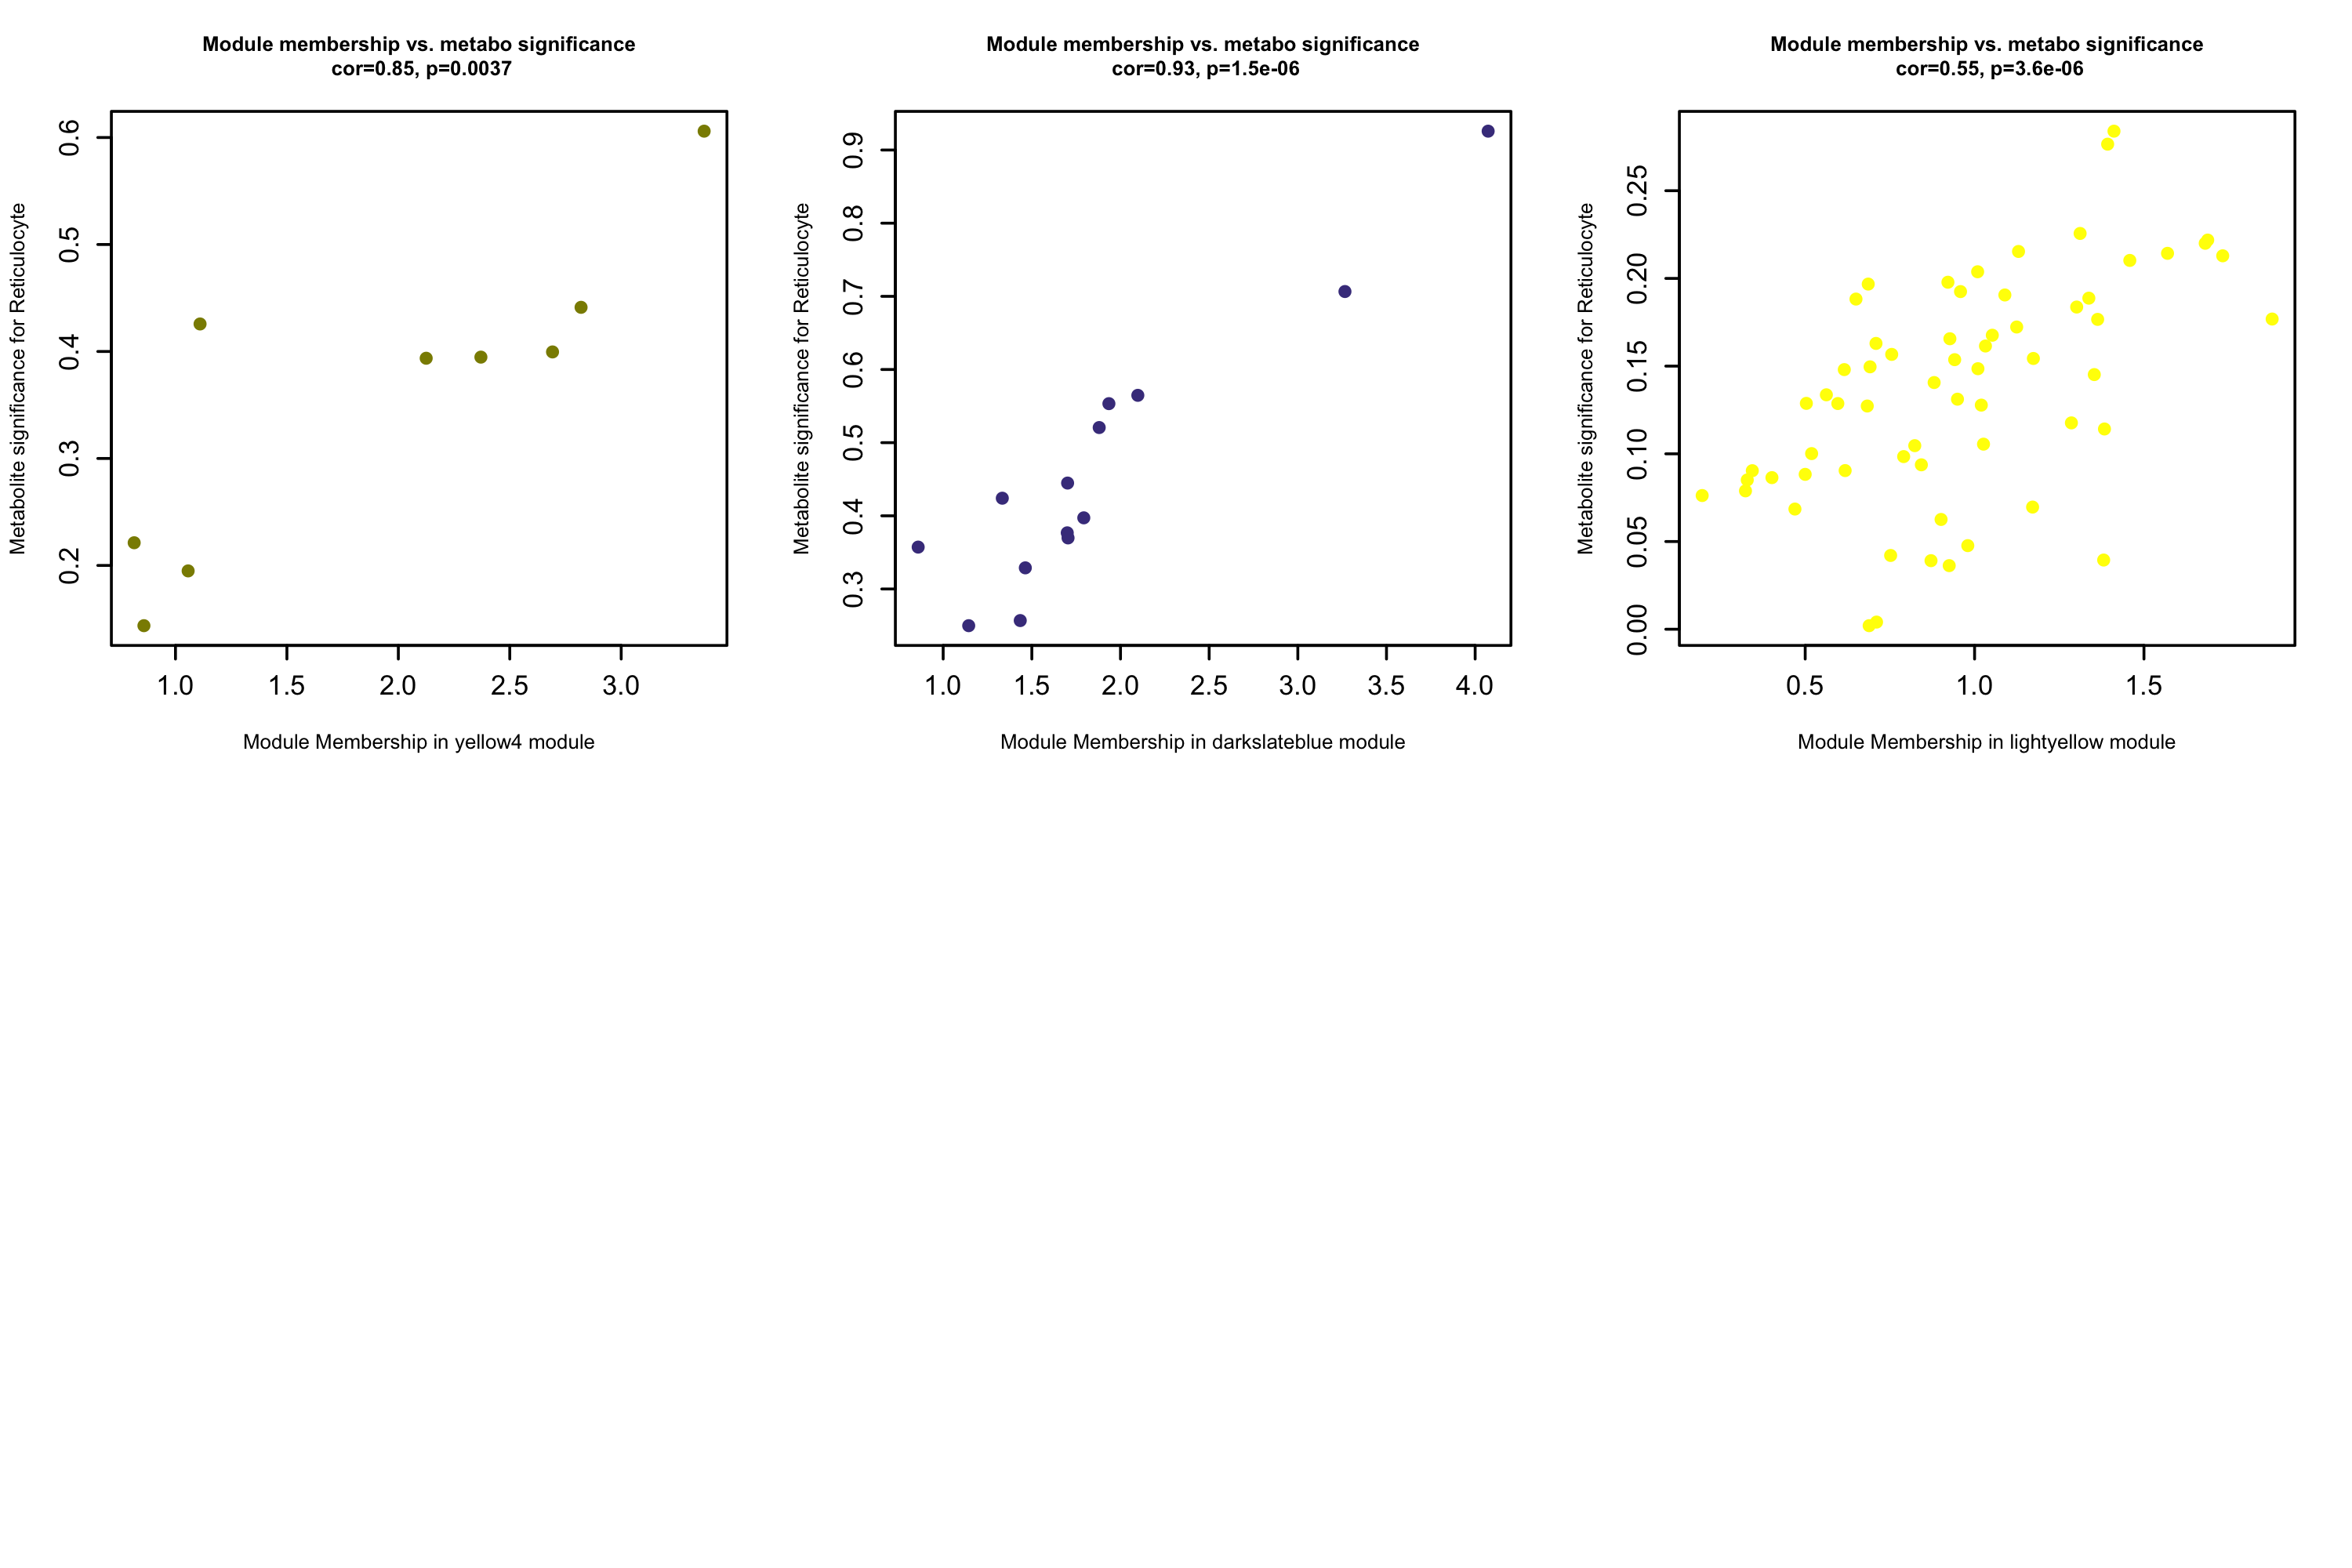 Module membership vs. metabo significance
cor=0.85, p=0.0037
Metabolite significance for Reticulocyte
0.6
0.5
0.4
0.3
0.2
1.0 1.5 2.0 2.5 3.0
Module Membership in yellow4 module
Module membership vs. metabo significance
cor=0.93, p=1.5e-06
Metabolite significance for Reticulocyte
0.9
0.8
0.7
0.6
0.5
0.4
0.3
1.0 1.5 2.0 2.5 3.0 3.5 4.0
Module Membership in darkslateblue module
Module membership vs. metabo significance
cor=0.55, p=3.6e-06
Metabolite significance for Reticulocyte
0.25
0.20
0.15
0.10
0.05
0.00
0.5 1.0 1.5
Module Membership in lightyellow module